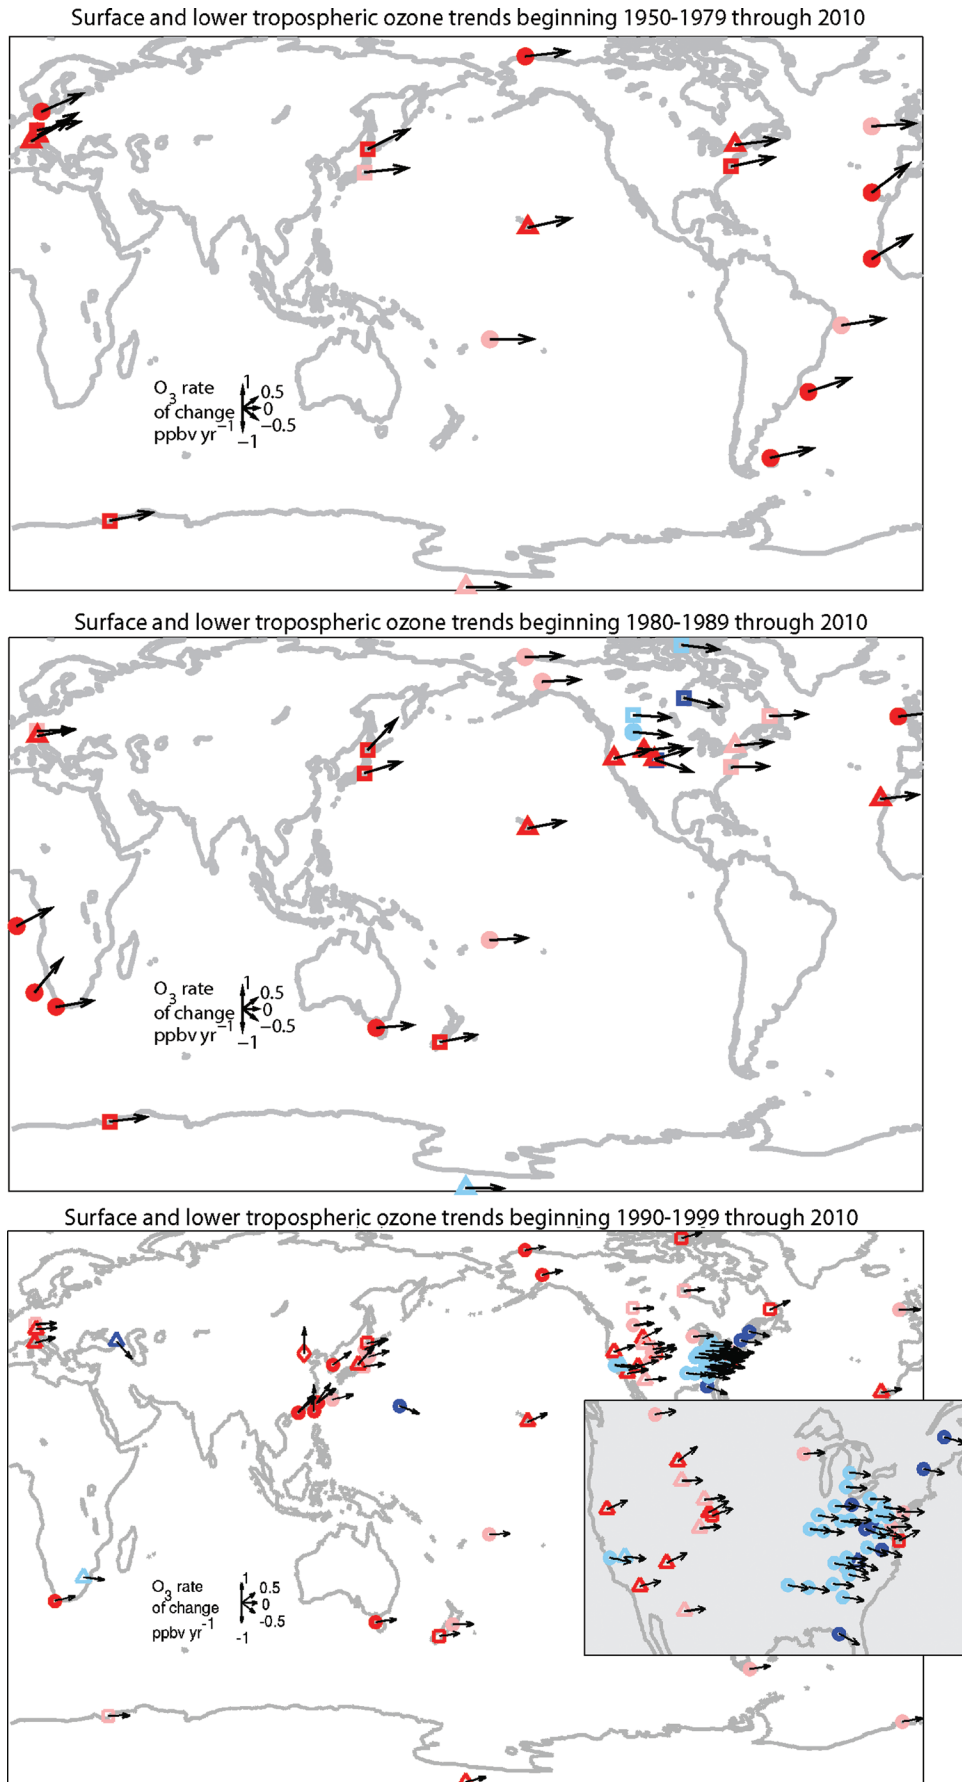 Surface and lower tropospheric ozone trends beginning 1950-1979 through 2010
O3 rate
of change
ppbv yr−1
1
0.5
0
−0.5
−1
Surface and lower tropospheric ozone trends beginning 1980-1989 through 2010
O3 rate
of change
ppbv yr−1
1
0.5
0
−0.5
−1
Surface and lower tropospheric ozone trends beginning 1990-1999 through 2010
O3 rate
of change
ppbv yr-1
1
0.5
0
-0.5
-1